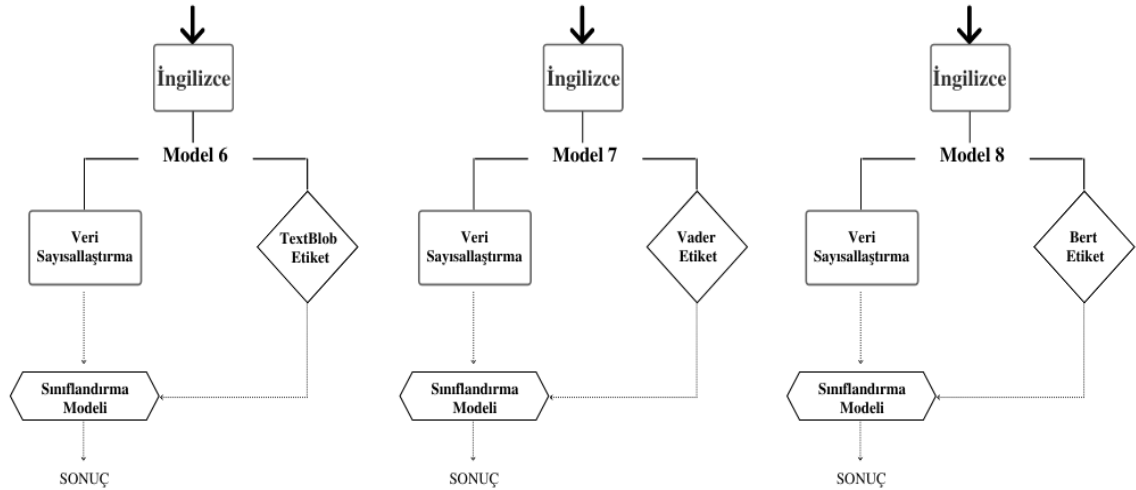 İngilizce
Model 6
Veri
Sayısallaştırma
TextBlob
Etiket
Sınıflandırma
Modeli
SONUÇ
İngilizce
Model 7
Veri
Sayısallaştırma
Vader
Etiket
Sınıflandırma
Modeli
SONUÇ
İngilizce
Model 8
Veri
Sayısallaştırma
Bert
Etiket
Sınıflandırma
Modeli
SONUÇ